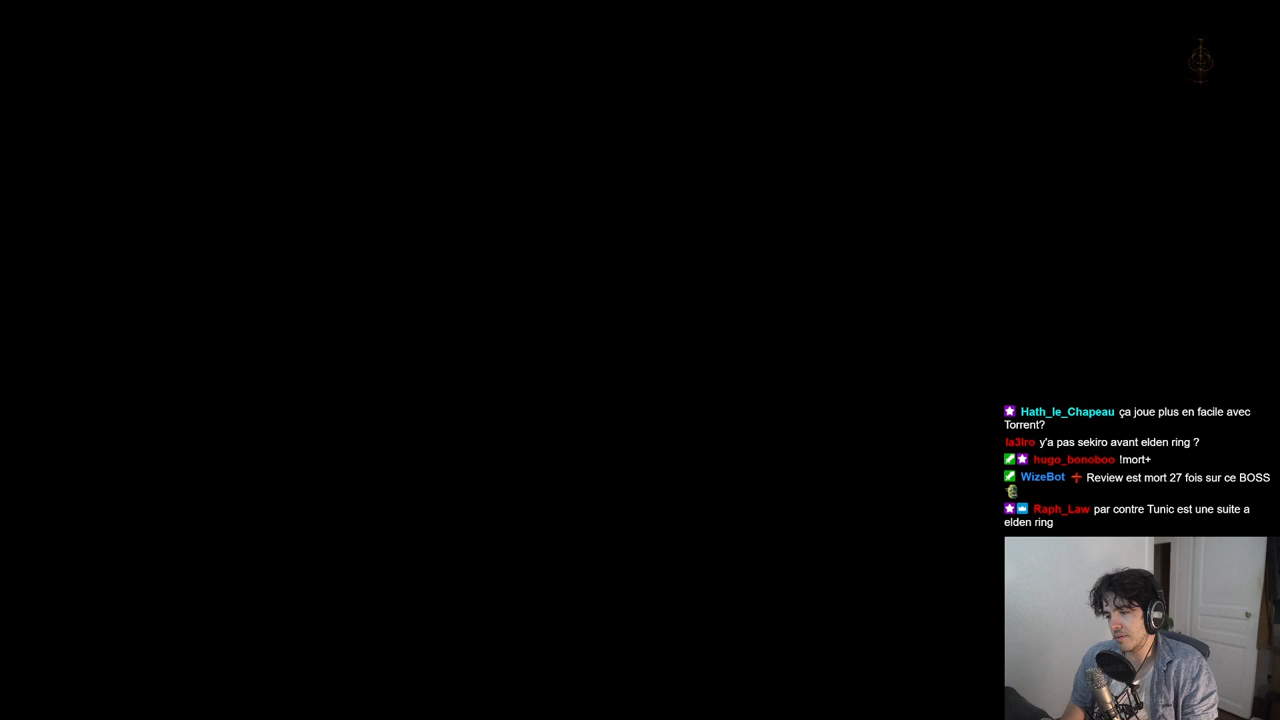 Hath_le_Chapeau ça joue plus en facile avec
Torrent?
la3lro y'a pas sekiro avant elden ring ?
hugo_bonoboo !mort+
WizeBot Review est mort 27 fois sur ce BOSS
Raph_Law par contre Tunic est une suite a
elden ring